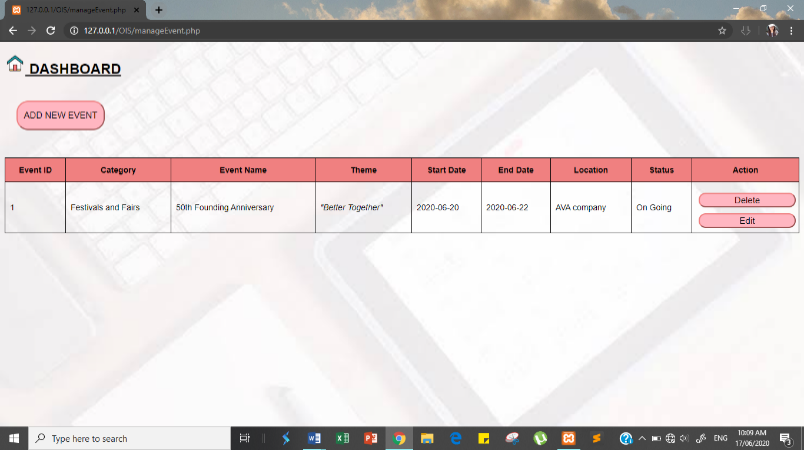 127.0.0.1/OIS/manageEvent.php
127.0.0.1/OIS/manageEvent.php
DASHBOARD
ADD NEW EVENT
Event ID Category Event Name Theme Start Date End Date Location Status Action
1 Festivals and Fairs 50th Founding Anniversary "Better Together" 2020-06-20 2020-06-22 AVA company On Going Delete
Edit
Type here to search
ENG
10:09 AM
17/06/2020
3